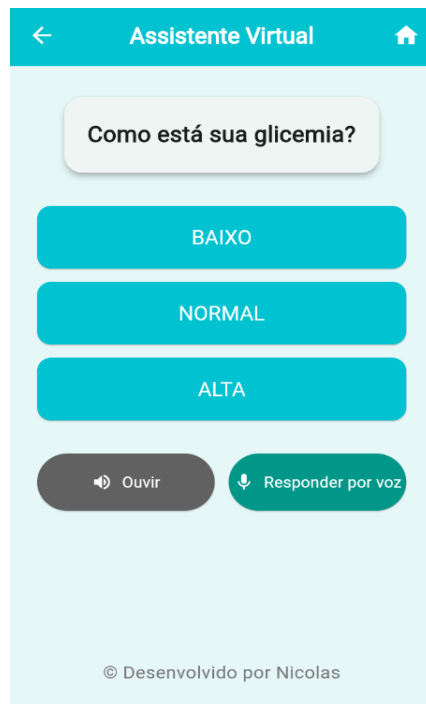 Assistente Virtual
Como está sua glicemia?
BAIXO
NORMAL
ALTA
Ouvir
Responder por voz
© Desenvolvido por Nicolas